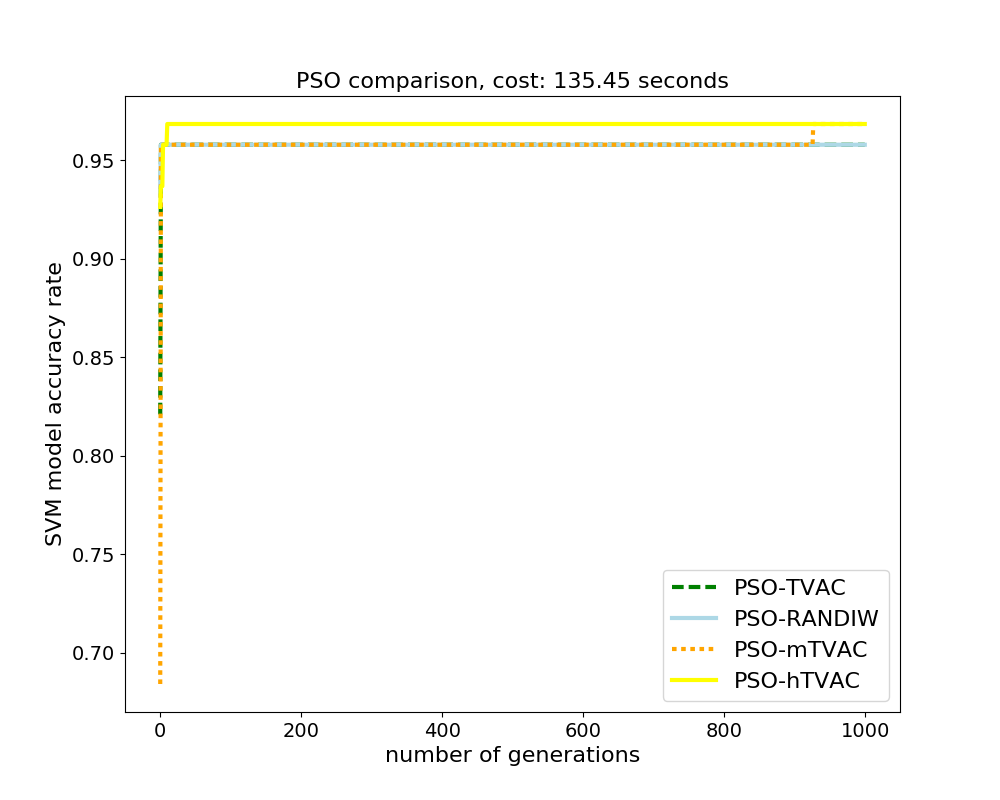 PSO comparison, cost: 135.45 seconds
SVM model accuracy rate
0.95
0.90
0.85
0.80
0.75
0.70
0 200 400 600 800 1000
number of generations
PSO-TVAC
PSO-RANDIW
PSO-mTVAC
PSO-hTVAC